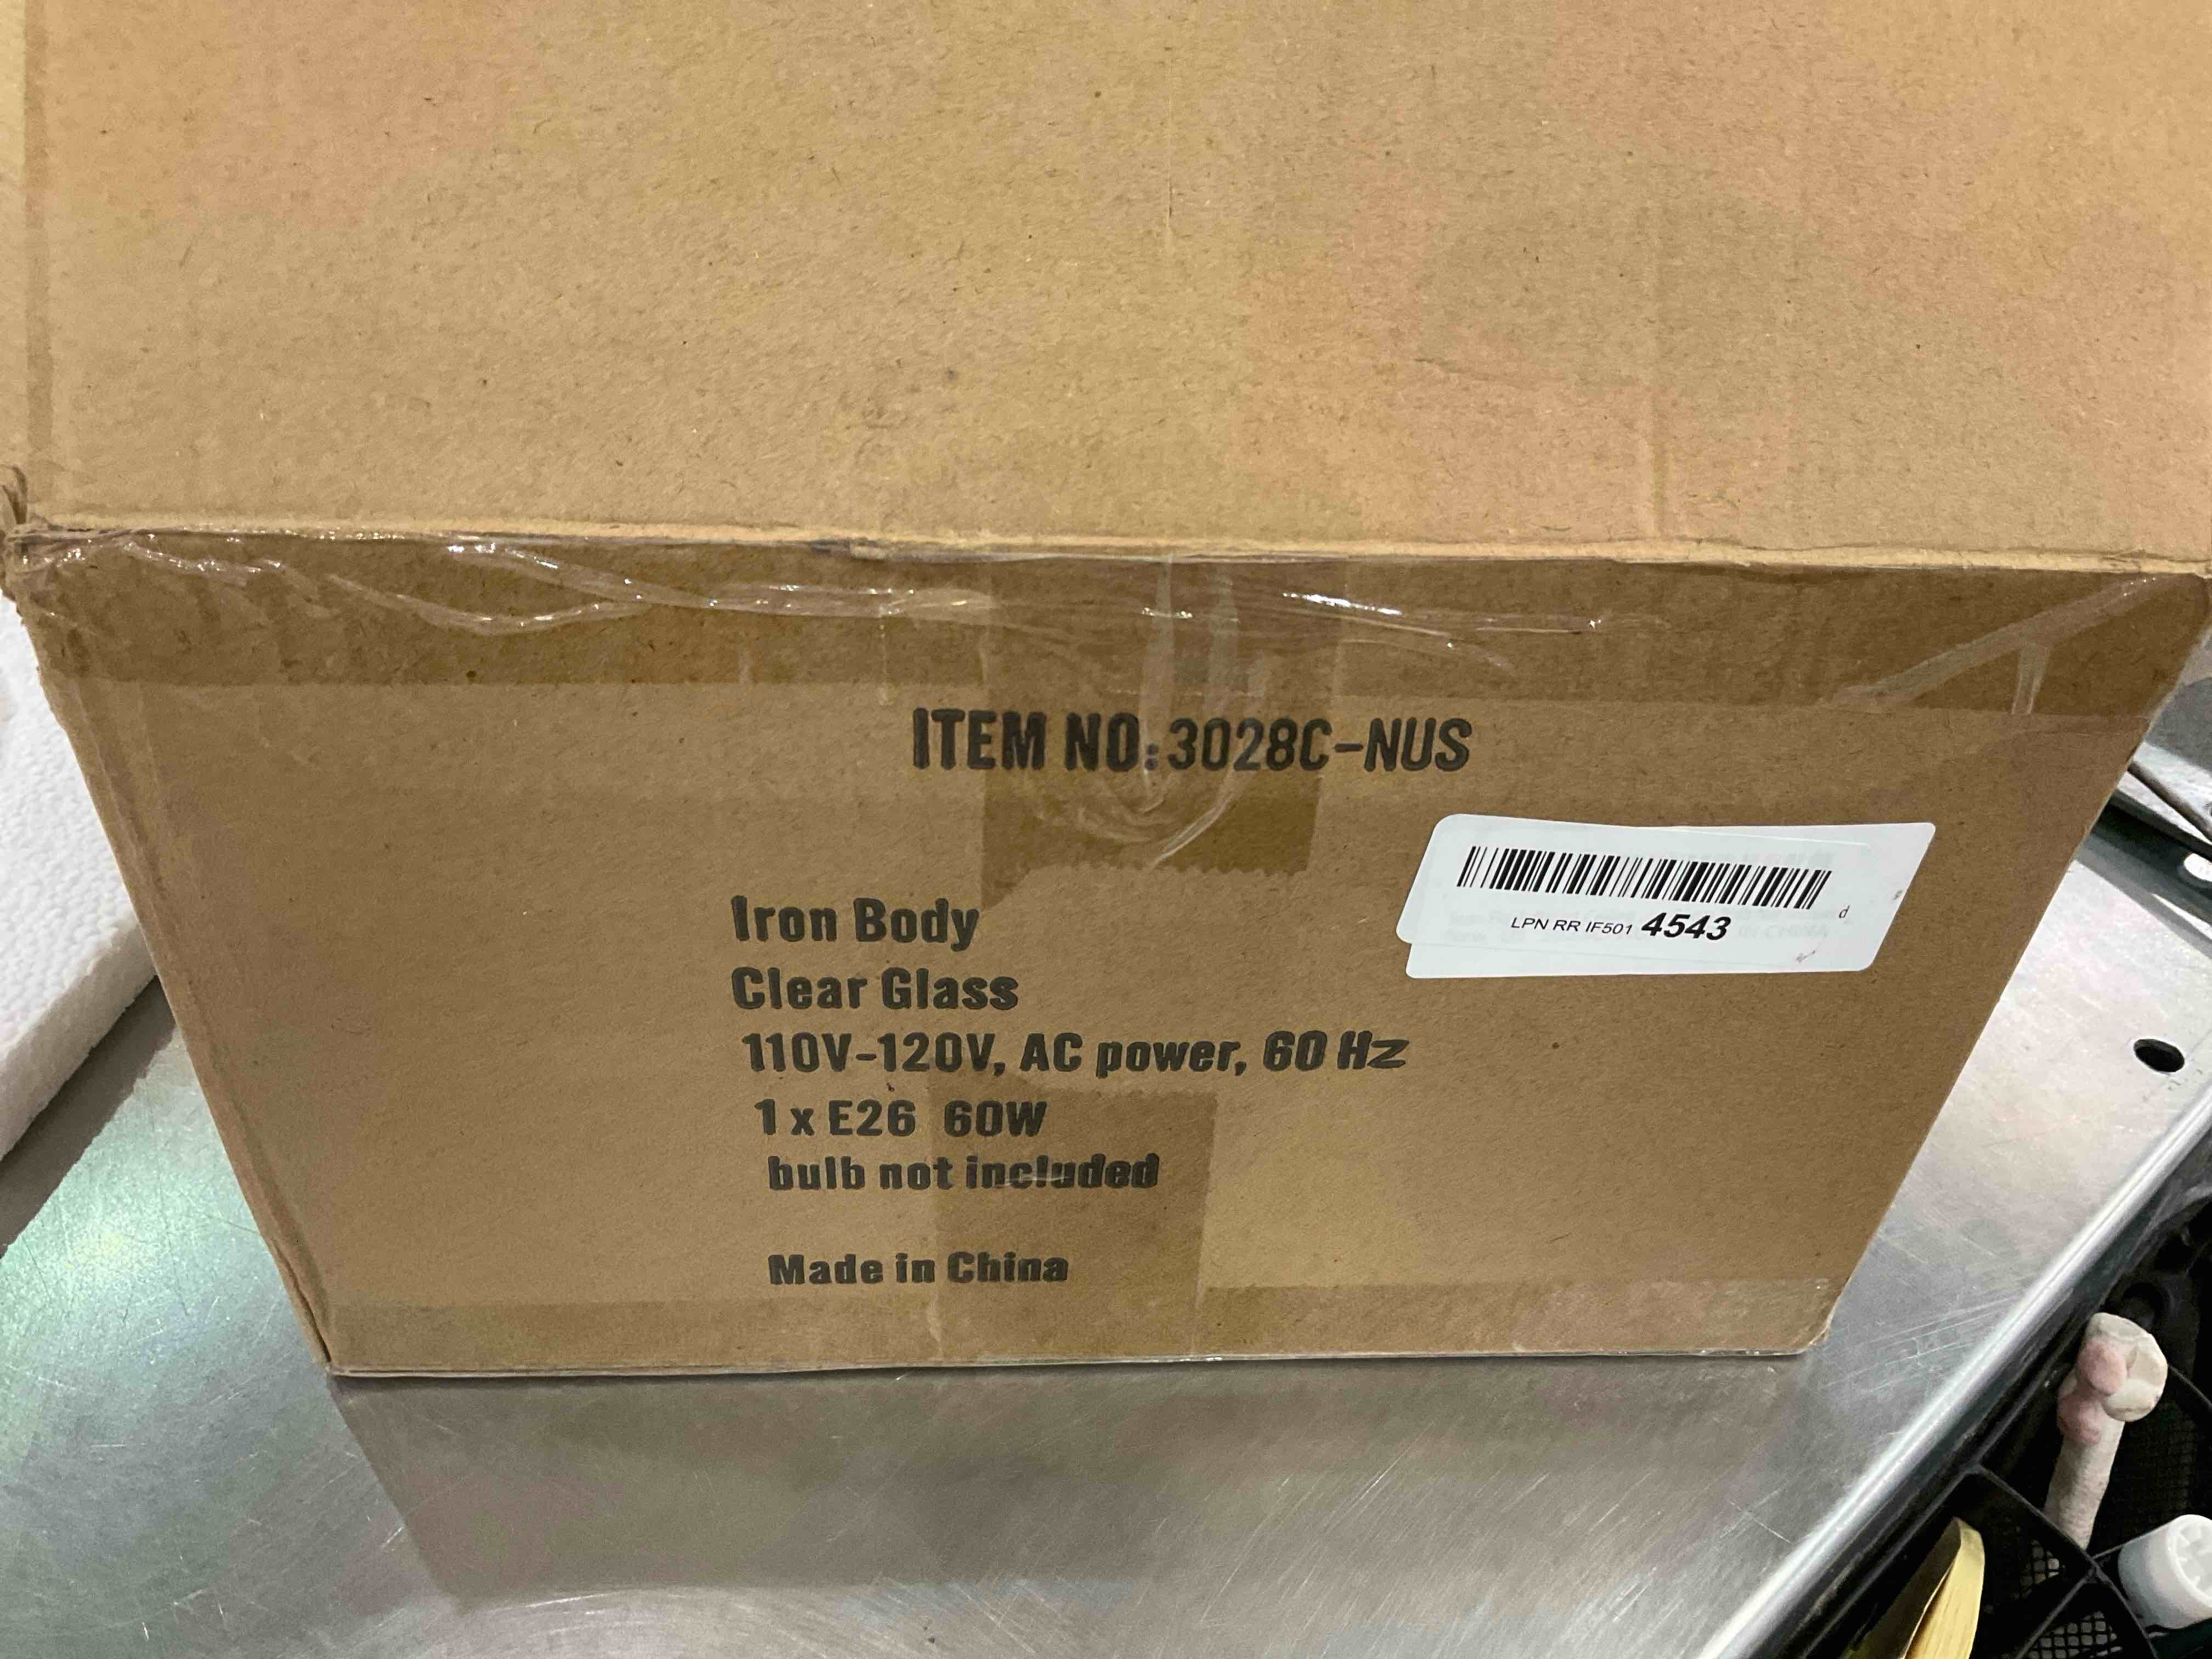 ITEM NO:3028C-NUS
LPN RR IF501 4543
d
Iron Body
Clear Glass
110V-120V, AC power, 60 Hz
1 x E26 60W
bulb not included
Made in China